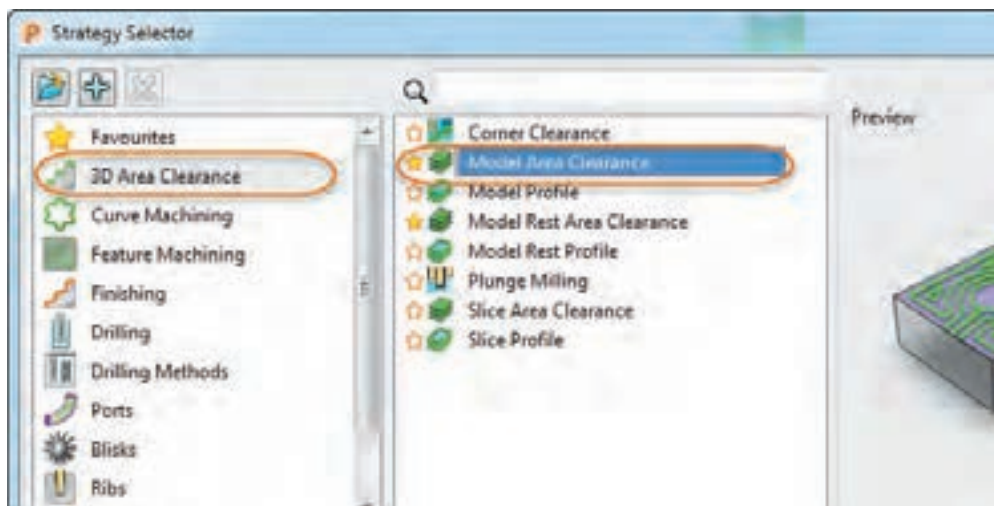 Strategy Selector
Preview
Favourites
3D Area Clearance
Curve Machining
Feature Machining
Finishing
Drilling
Drilling Methods
Ports
Blisks
Ribs
Corner Clearance
Model Area Clearance
Model Profile
Model Rest Area Clearance
Model Rest Profile
Plunge Milling
Slice Area Clearance
Slice Profile